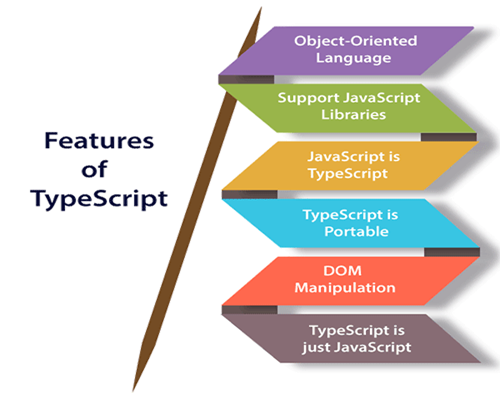 Features
of
TypeScript
Object-Oriented
Language
Support JavaScript
Libraries
JavaScript is
TypeScript
TypeScript is
Portable
DOM
Manipulation
TypeScript is
just JavaScript